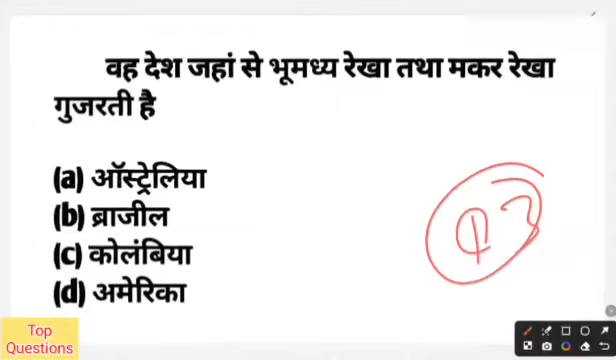 वह देश जहां से भूमध्य रेखा तथा मकर रेखा
गुजरती है
(a) ऑस्ट्रेलिया
(b) ब्राजील
(c) कोलंबिया
(d) अमेरिका
Top
Questions